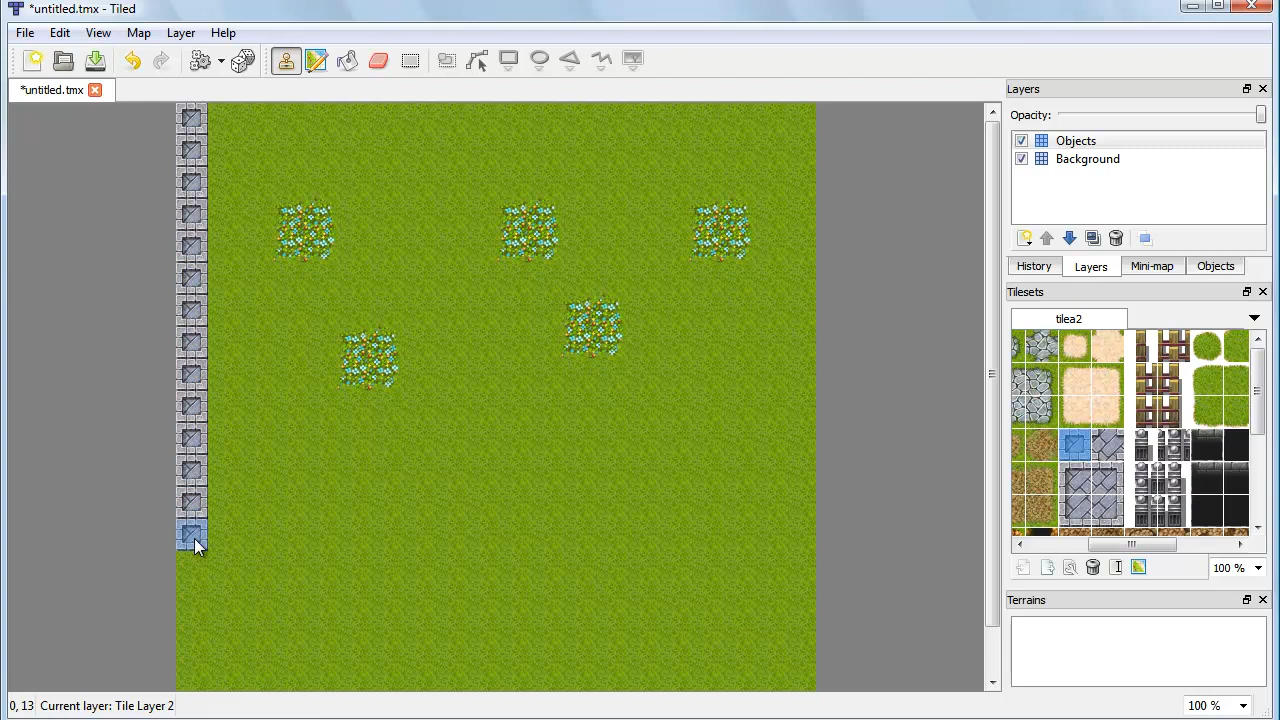 *untitled.tmx - Tiled
File Edit View Map Layer Help
*untitled.tmx
Layers
Opacity:
Objects
Background
History Layers Mini-map Objects
Tilesets
tilea2
100 %
Terrains
0, 13 Current layer: Tile Layer 2
100 %